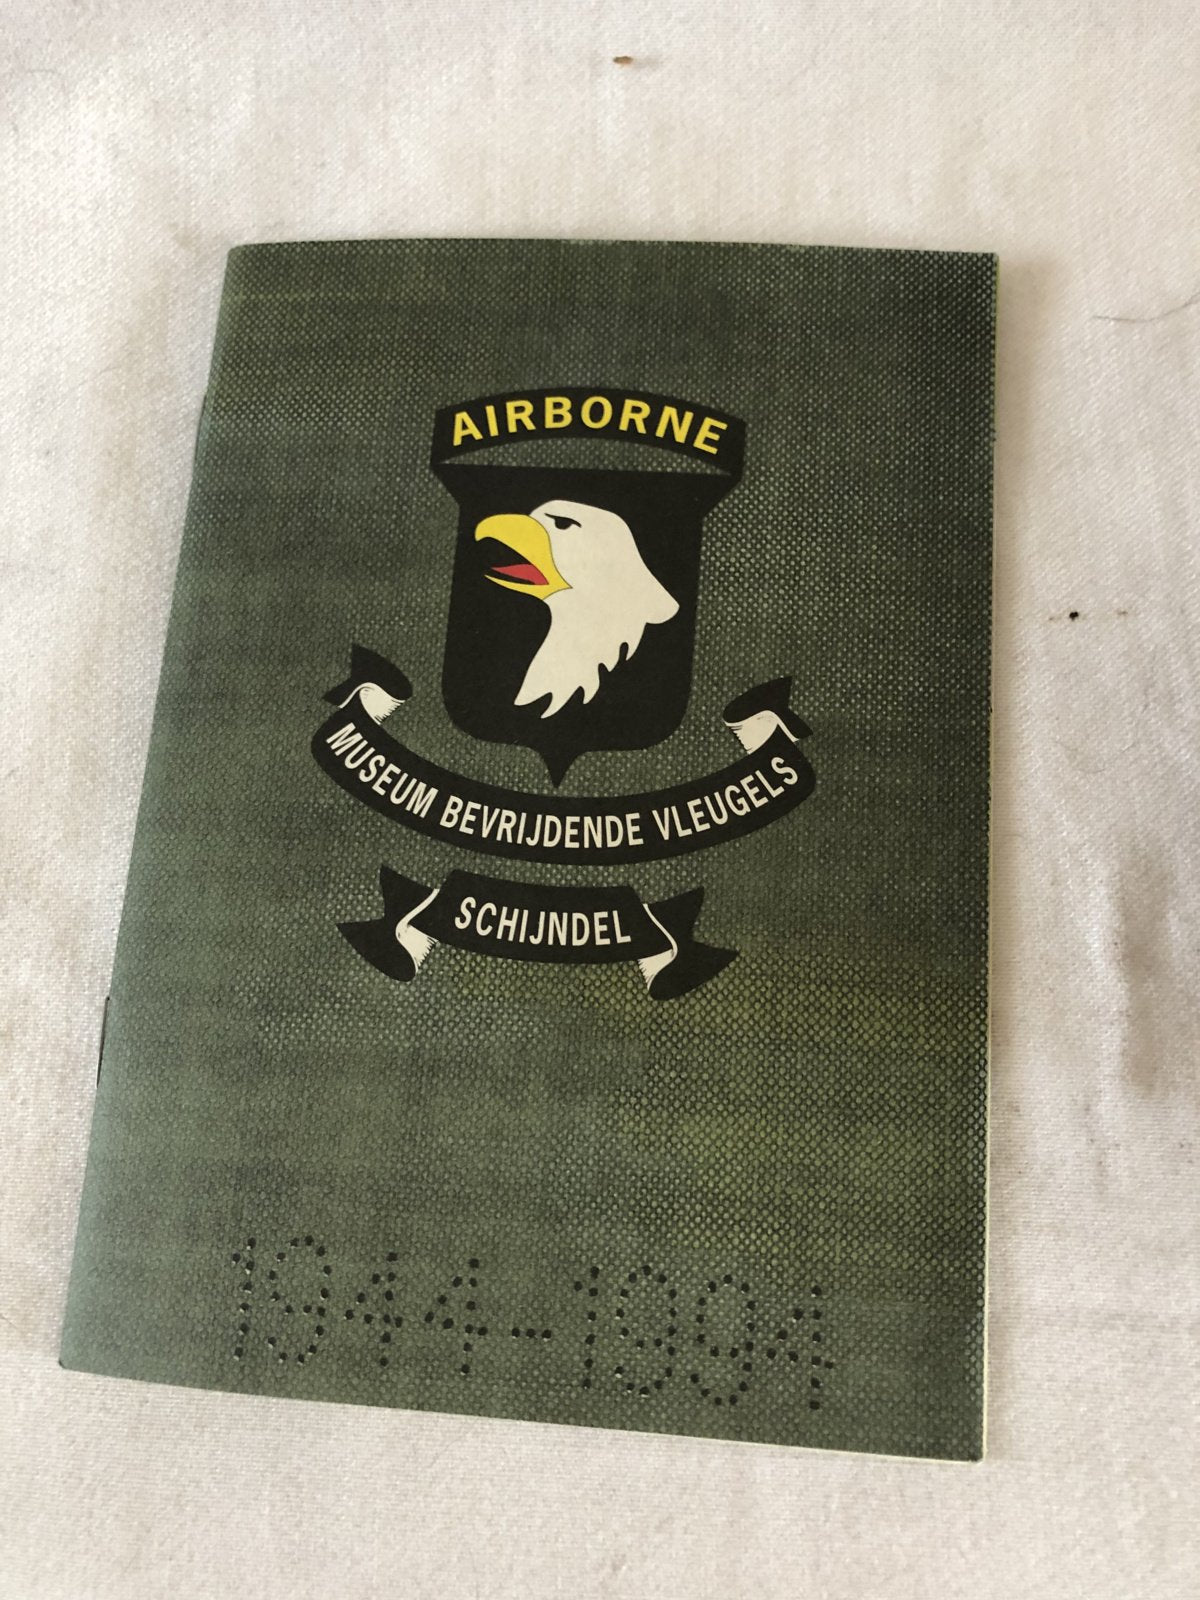 AIRBORNE
MUSEUM BEVRIJDENDE VLEUGELS
SCHIJNDEL
1944-1994